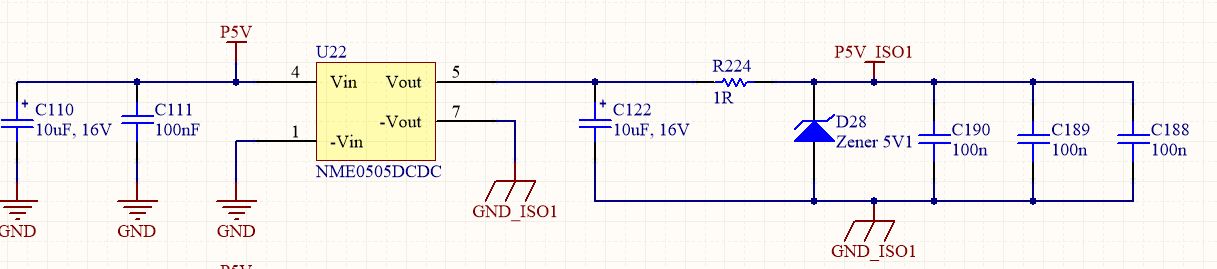 P5V
U22
4
Vin
Vout
5
1
-Vin
-Vout
7
NME0505DCDC
C110
10uF, 16V
C111
100nF
GND
GND
GND
GND_ISO1
C122
10uF, 16V
R224
1R
P5V_ISO1
D28
Zener 5V1
C190
100n
C189
100n
C188
100n
GND_ISO1